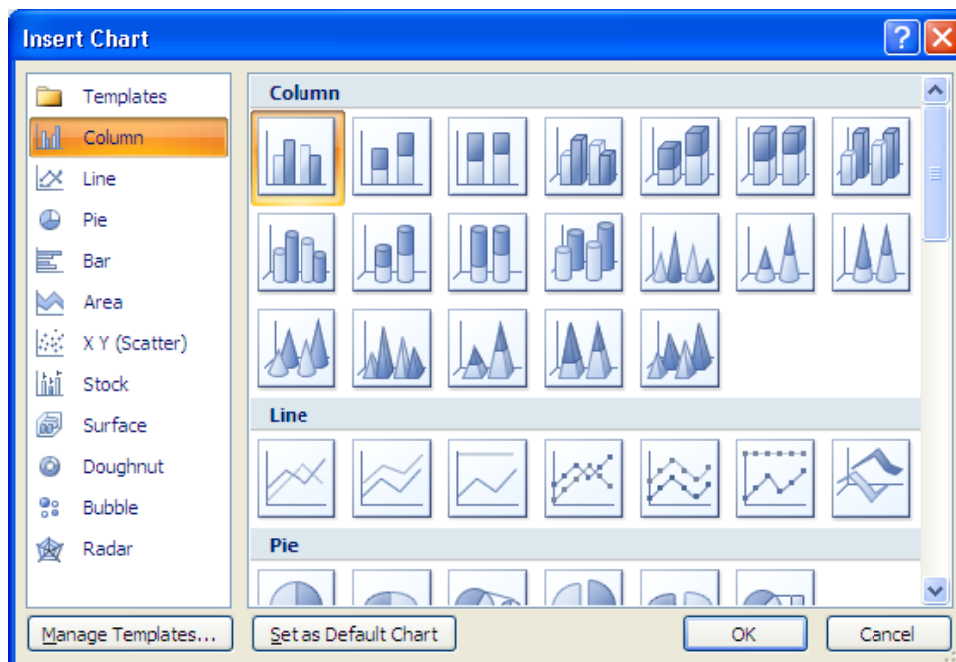 Insert Chart
Templates
Column
Line
Pie
Bar
Area
X Y (Scatter)
Stock
Surface
Doughnut
Bubble
Radar
Column
Line
Pie
Manage Templates...
Set as Default Chart
OK
Cancel